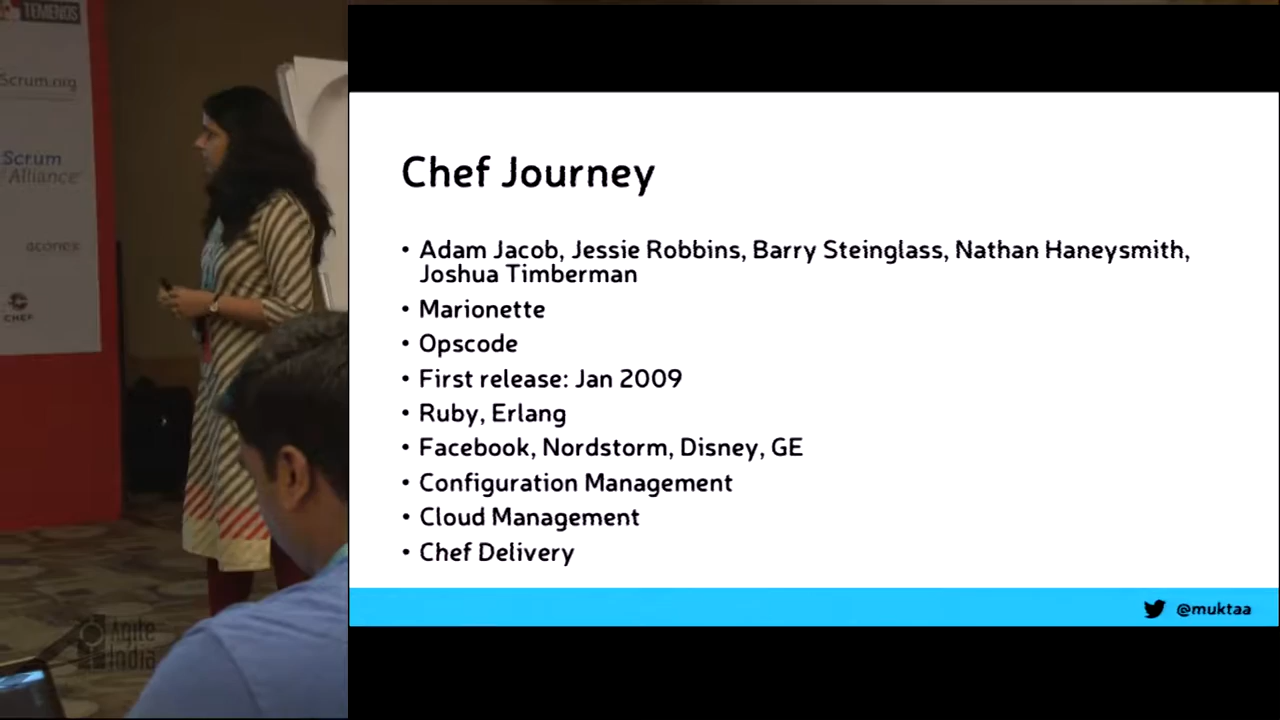 TEMENOS
Scrum.org
Scrum
Alliance
aconex
CHEF
Agile
India
Chef Journey
• Adam Jacob, Jessie Robbins, Barry Steinglass, Nathan Haneysmith,
Joshua Timberman
• Marionette
• Opscode
• First release: Jan 2009
• Ruby, Erlang
• Facebook, Nordstorm, Disney, GE
• Configuration Management
• Cloud Management
• Chef Delivery
@muktaa